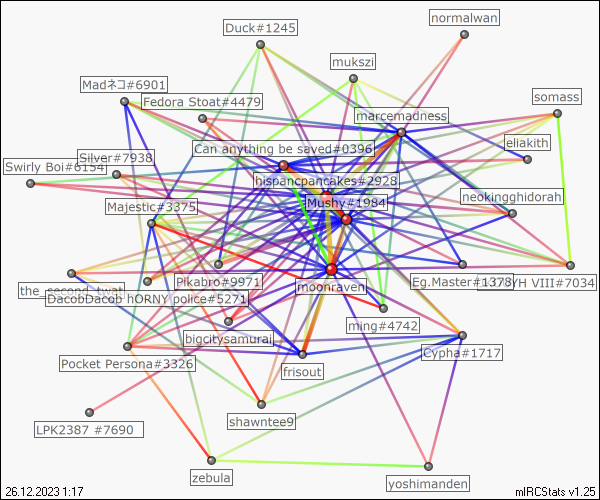 normalwan
Duck#1245
mukszi
Madネコ#6901
Fedora Stoat#4479
somass
marcemadness
eliakith
Can anything be saved#0396
Silver#7938
Swirly Boi#6154
hispancpancakes#2928
neokingghidorah
Majestic#3375
Mushy#1984
Pikabro#9971
Eg.Master#1378
YH VIII#7034
the_second_twat
DacobDacob hORNY police#5271
moonraven
ming#4742
bigcitysamurai
Cypha#1717
Pocket Persona#3326
frisout
LPK2387 #7690
shawntee9
zebula
yoshimanden
26.12.2023 1:17
mIRCStats v1.25